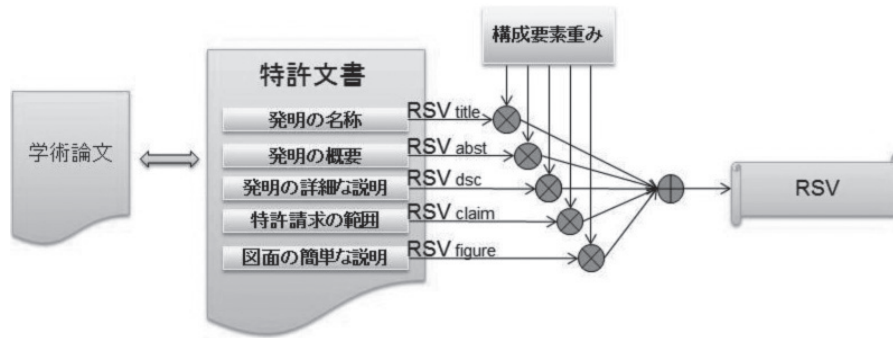 構成要素重み
特許文書
学術論文
発明の名称
RSV title
発明の概要
RSV abst
発明の詳細な説明
RSV dsc
特許請求の範囲
RSV claim
図面の簡単な説明
RSV figure
RSV